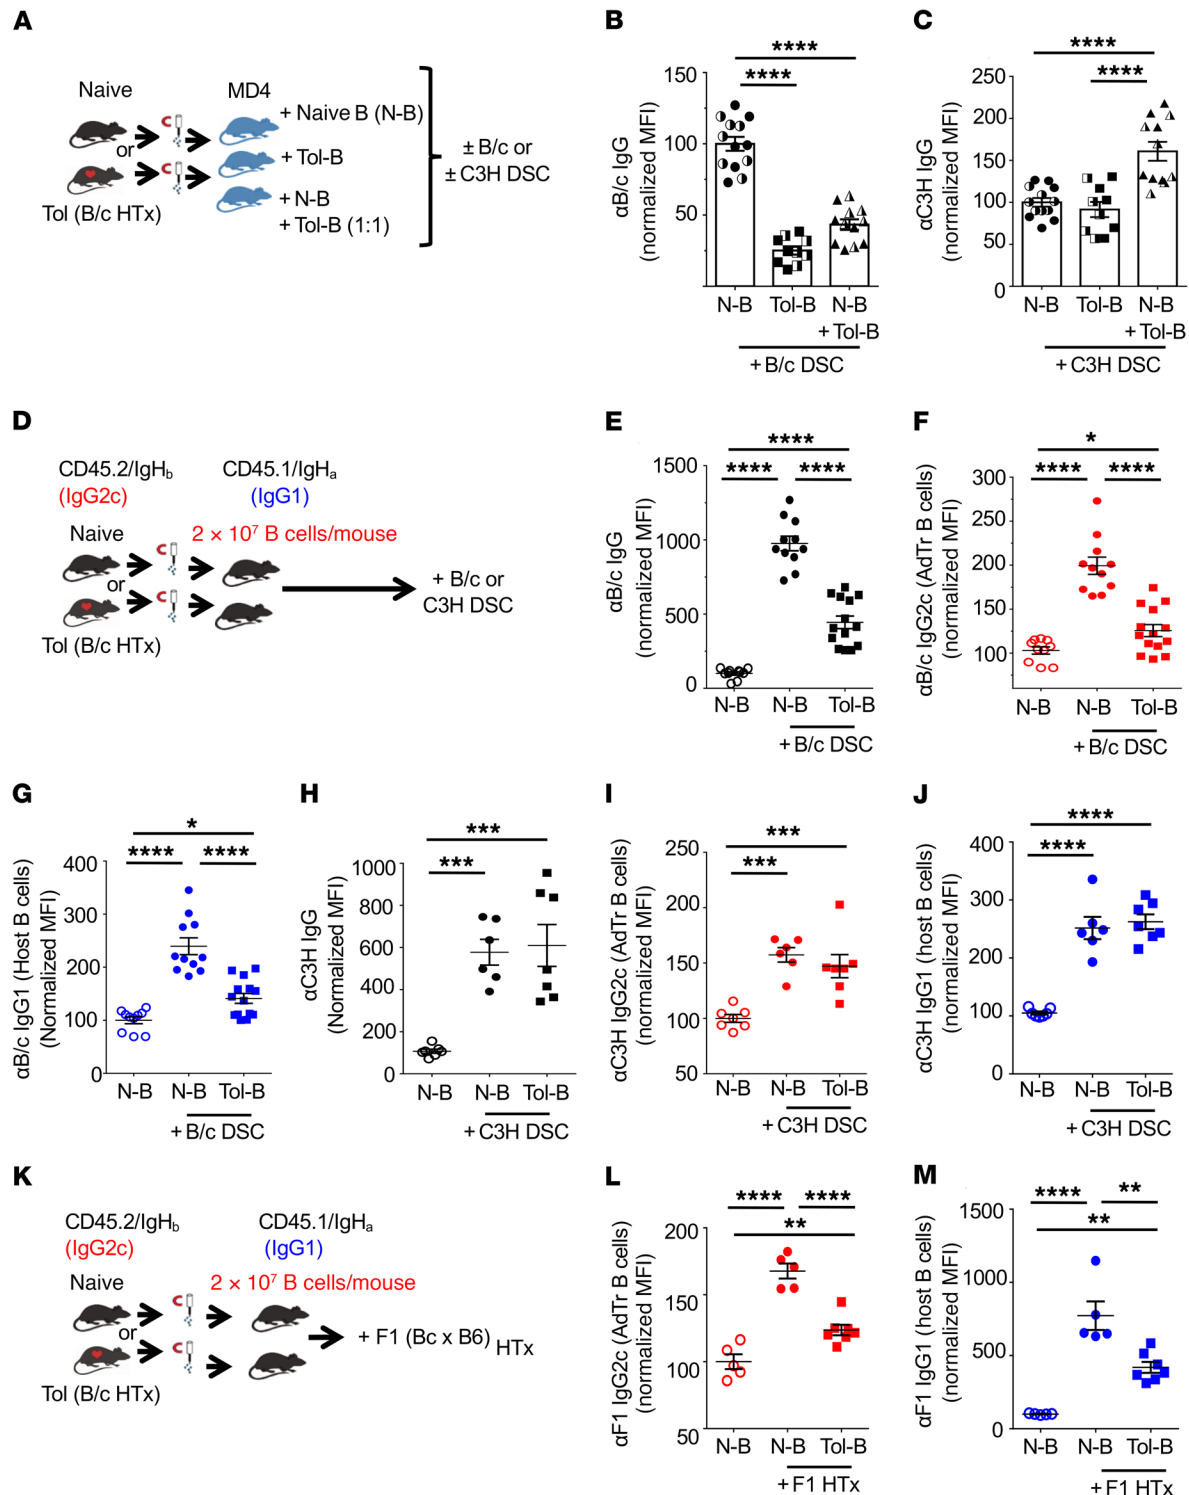 A
Naive
or
Tol (B/c HTx)
MD4
+ Naive B (N-B)
+ Tol-B
+ N-B
+ Tol-B (1:1)
± B/c or
± C3H DSC
B
****
****
αB/c IgG
(normalized MFI)
150
100
50
N-B
Tol-B
N-B
+ Tol-B
+ B/c DSC
C
****
****
αC3H IgG
(normalized MFI)
250
200
150
100
50
0
N-B
Tol-B
N-B
+ Tol-B
+ C3H DSC
D
CD45.2/IgHb
(IgG2c)
CD45.1/IgHa
(IgG1)
Naive
2 × 10⁷ B cells/mouse
or
Tol (B/c HTx)
+ B/c or
C3H DSC
E
****
**** ****
αB/c IgG
(normalized MFI)
1500
1000
500
0
N-B
N-B
Tol-B
+ B/c DSC
F
*
**** ****
αB/c IgG2c (AdTr B cells)
(normalized MFI)
300
250
200
150
100
N-B
N-B
Tol-B
+ B/c DSC
G
*
**** ****
αB/c IgG1 (Host B cells)
(Normalized MFI)
400
300
200
100
0
N-B
N-B
Tol-B
+ B/c DSC
H
***
***
αC3H IgG
(Normalized MFI)
1000
800
600
400
200
0
N-B
N-B
Tol-B
+ C3H DSC
I
***
***
αC3H IgG2c (AdTr B cells)
(normalized MFI)
250
200
150
100
50
N-B
N-B
Tol-B
+ C3H DSC
J
****
****
αC3H IgG1 (host B cells)
(normalized MFI)
400
300
200
100
0
N-B
N-B
Tol-B
+ C3H DSC
K
CD45.2/IgHb
(IgG2c)
CD45.1/IgHa
(IgG1)
Naive
2 × 10⁷ B cells/mouse
or
Tol (B/c HTx)
+ F1 (Bc x B6) HTx
L
**** ****
**
αF1 IgG2c (AdTr B cells)
(normalized MFI)
200
150
100
50
N-B
N-B
Tol-B
+ F1 HTx
M
**** **
**
αF1 IgG1 (host B cells)
(normalized MFI)
1500
1000
500
0
N-B
N-B
Tol-B
+ F1 HTx